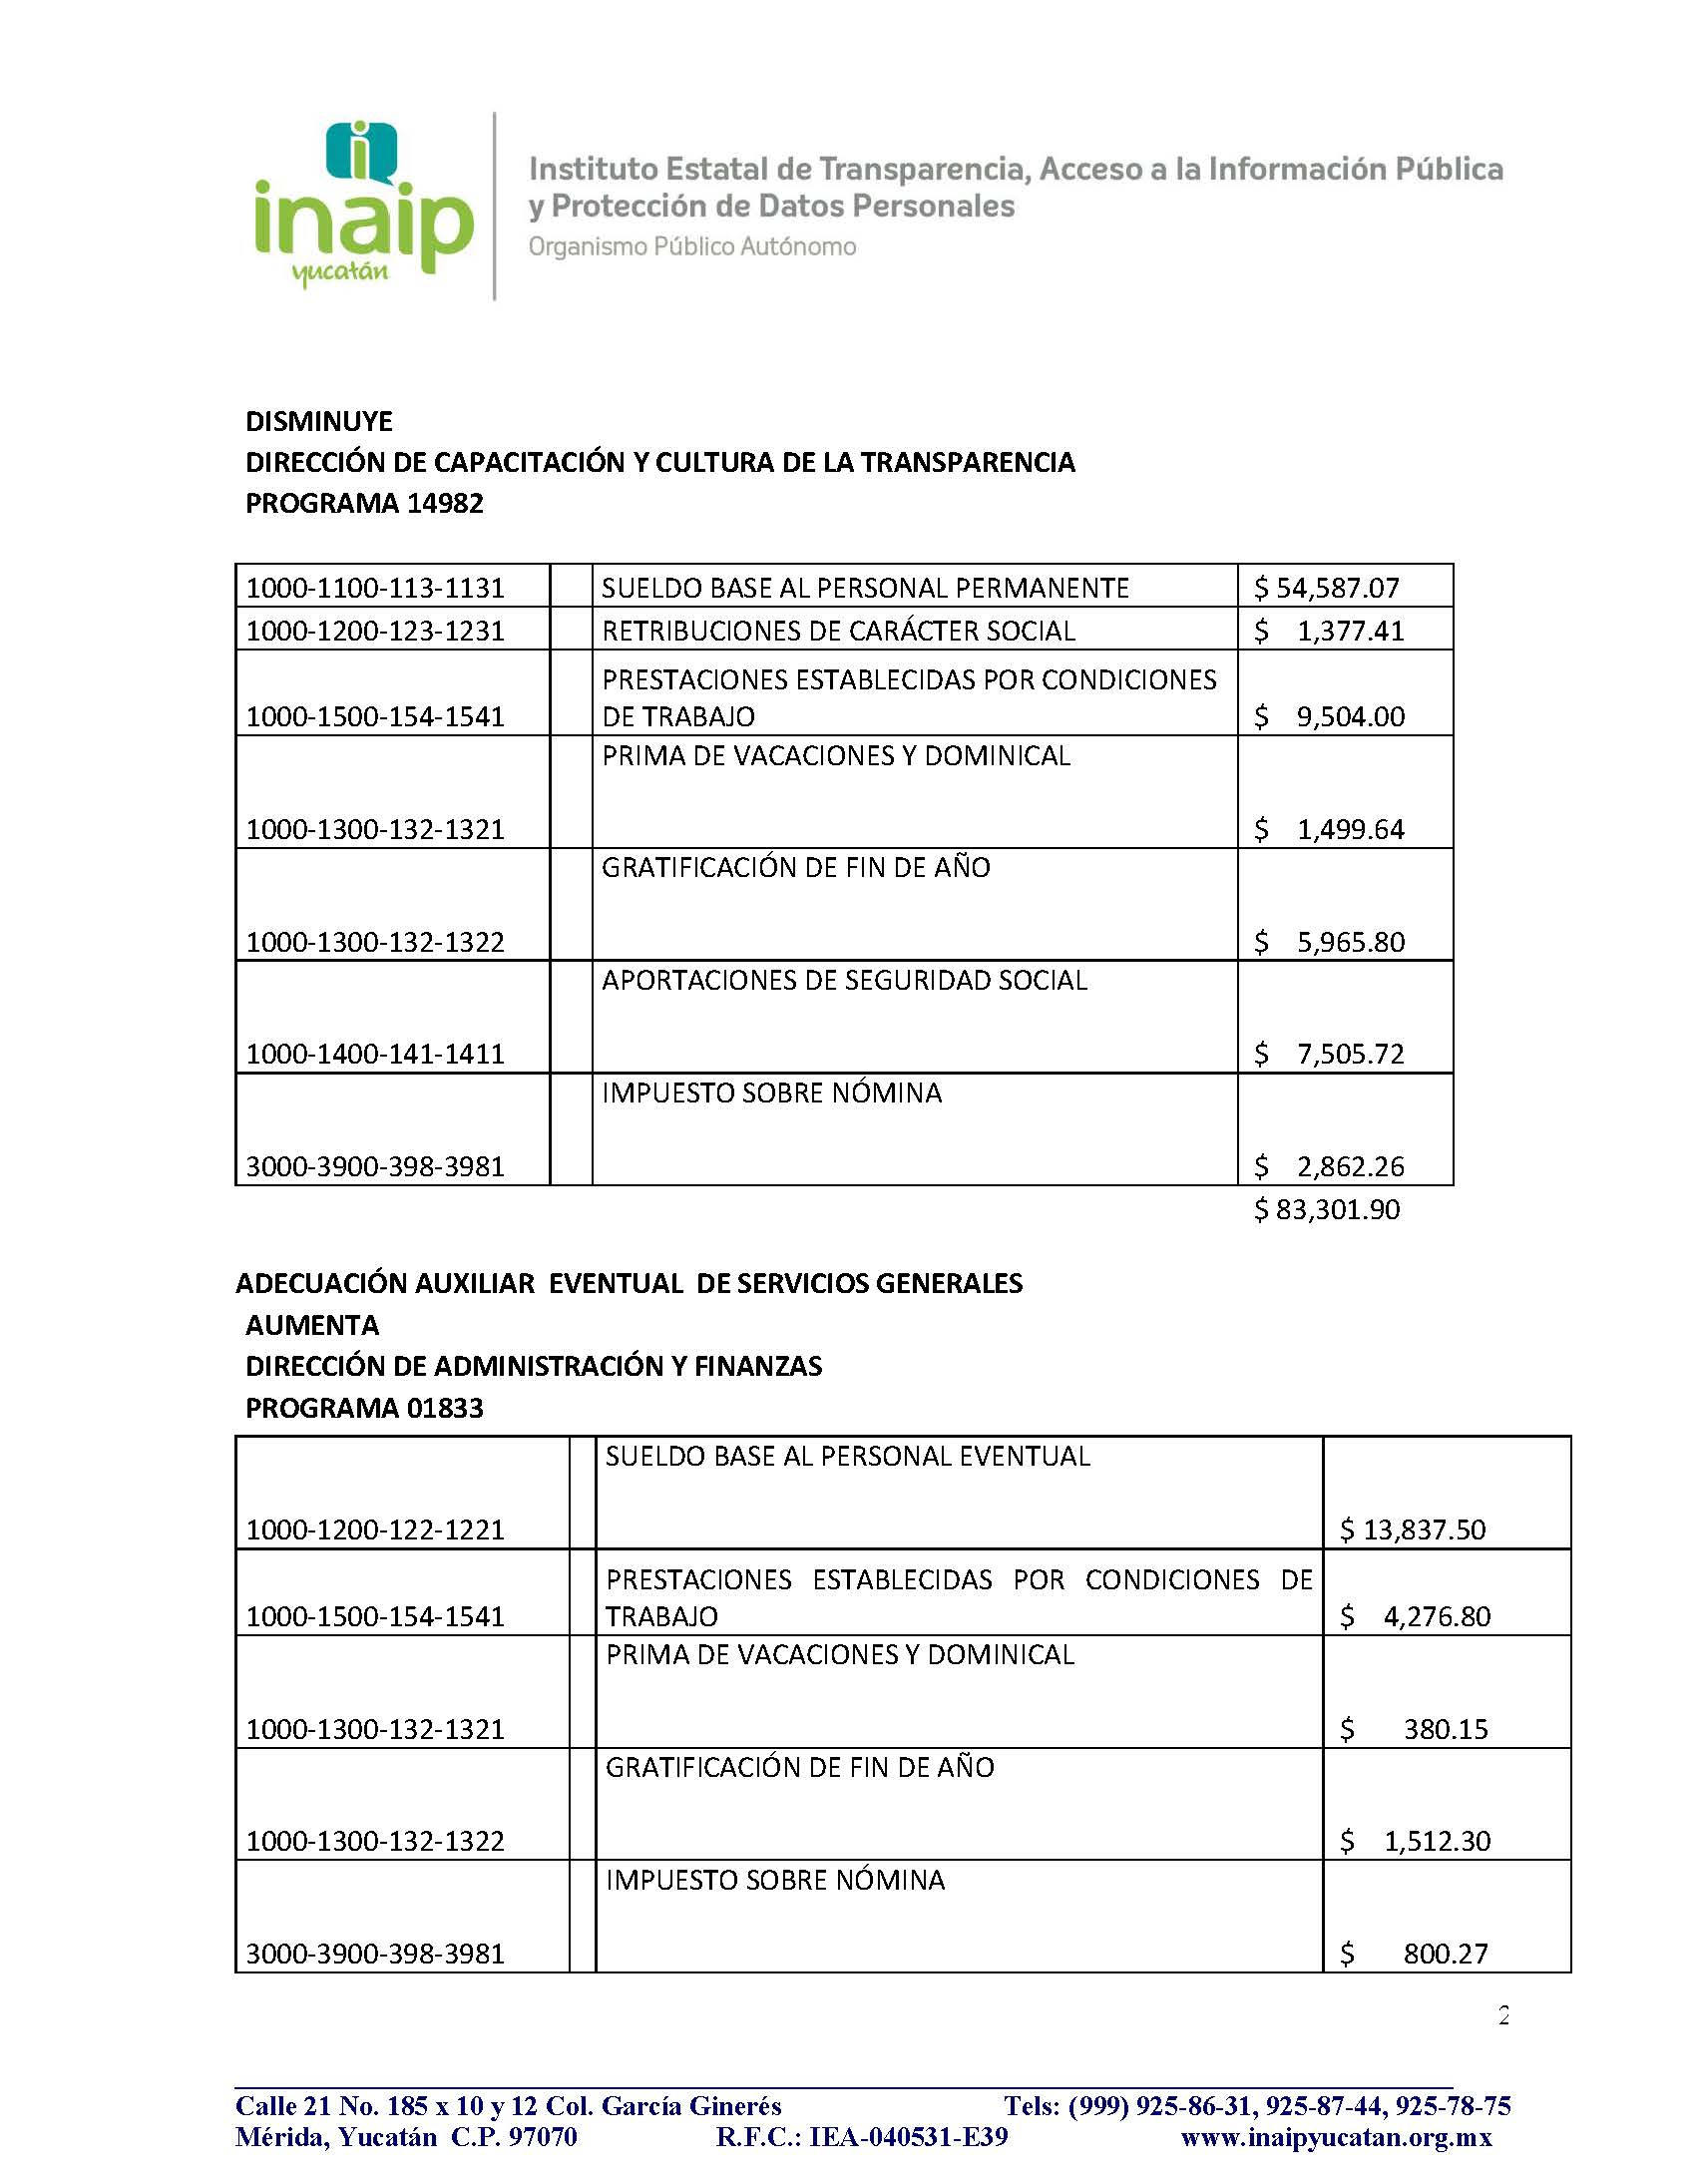 inaip
yucatán
Instituto Estatal de Transparencia, Acceso a la Información Pública
y Protección de Datos Personales
Organismo Público Autónomo
DISMINUYE
DIRECCIÓN DE CAPACITACIÓN Y CULTURA DE LA TRANSPARENCIA
PROGRAMA 14982
1000-1100-113-1131 SUELDO BASE AL PERSONAL PERMANENTE $ 54,587.07
1000-1200-123-1231 RETRIBUCIONES DE CARÁCTER SOCIAL $ 1,377.41
PRESTACIONES ESTABLECIDAS POR CONDICIONES
1000-1500-154-1541 DE TRABAJO $ 9,504.00
PRIMA DE VACACIONES Y DOMINICAL
1000-1300-132-1321 $ 1,499.64
GRATIFICACIÓN DE FIN DE AÑO
1000-1300-132-1322 $ 5,965.80
APORTACIONES DE SEGURIDAD SOCIAL
1000-1400-141-1411 $ 7,505.72
IMPUESTO SOBRE NÓMINA
3000-3900-398-3981 $ 2,862.26
$ 83,301.90
ADECUACIÓN AUXILIAR EVENTUAL DE SERVICIOS GENERALES
AUMENTA
DIRECCIÓN DE ADMINISTRACIÓN Y FINANZAS
PROGRAMA 01833
SUELDO BASE AL PERSONAL EVENTUAL
1000-1200-122-1221 $ 13,837.50
PRESTACIONES ESTABLECIDAS POR CONDICIONES DE
1000-1500-154-1541 TRABAJO $ 4,276.80
PRIMA DE VACACIONES Y DOMINICAL
1000-1300-132-1321 $ 380.15
GRATIFICACIÓN DE FIN DE AÑO
1000-1300-132-1322 $ 1,512.30
IMPUESTO SOBRE NÓMINA
3000-3900-398-3981 $ 800.27
2
Calle 21 No. 185 x 10 y 12 Col. García Ginerés Tels: (999) 925-86-31, 925-87-44, 925-78-75
Mérida, Yucatán C.P. 97070 R.F.C.: IEA-040531-E39 www.inaipyucatan.org.mx